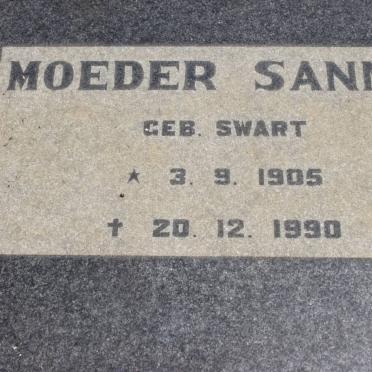 MOEDER SANN
GEB. SWART
* 3. 9. 1905
† 20. 12. 1990